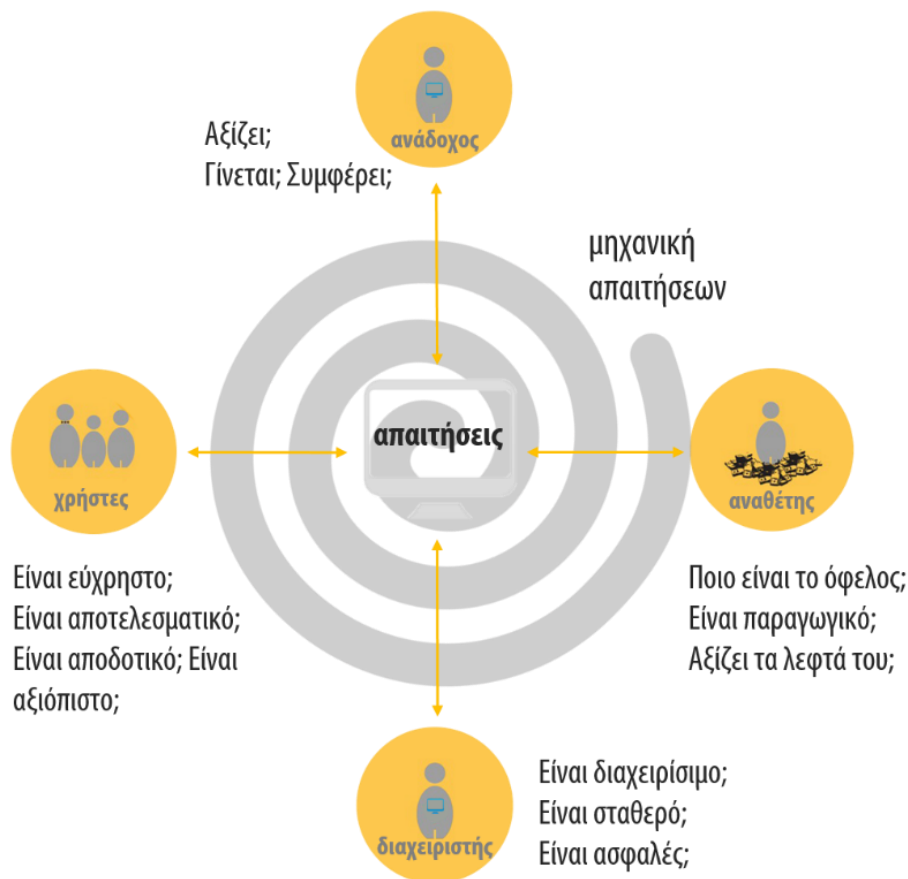 ανάδοχος
Αξίζει;
Γίνεται; Συμφέρει;
μηχανική
απαιτήσεων
απαιτήσεις
χρήστες
αναθέτης
Είναι εύχρηστο;
Είναι αποτελεσματικό;
Είναι αποδοτικό; Είναι
αξιόπιστο;
Ποιο είναι το όφελος;
Είναι παραγωγικό;
Αξίζει τα λεφτά του;
διαχειριστής
Είναι διαχειρίσιμο;
Είναι σταθερό;
Είναι ασφαλές;